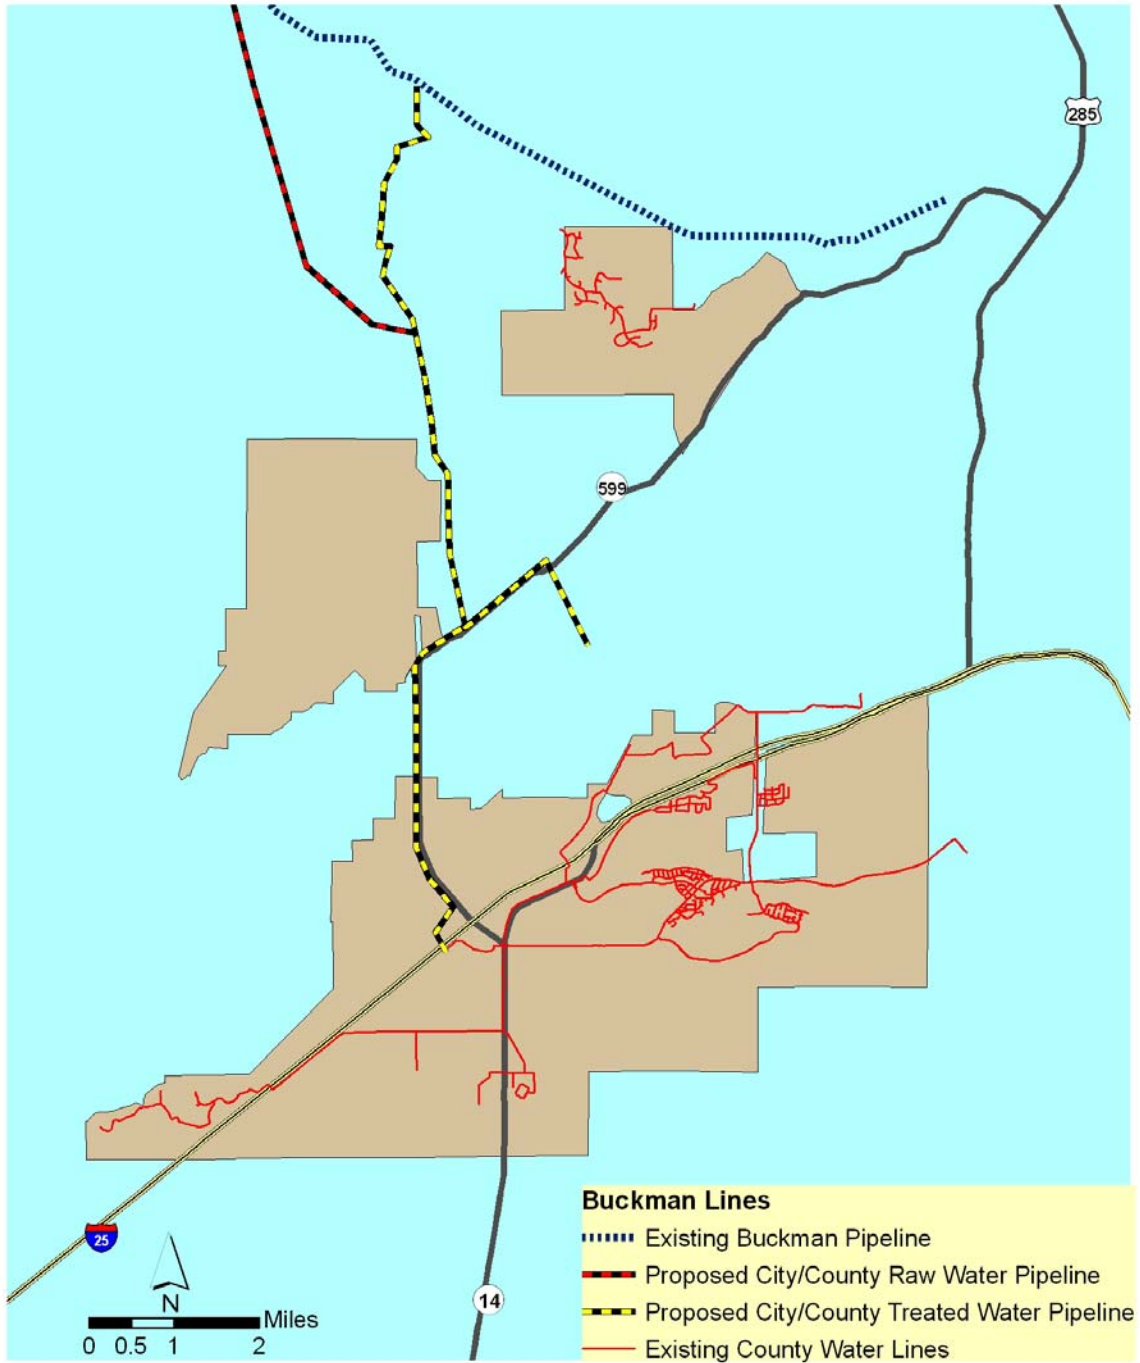 285
599
25
N
Miles
0 0.5 1 2
14
Buckman Lines
Existing Buckman Pipeline
Proposed City/County Raw Water Pipeline
Proposed City/County Treated Water Pipeline
Existing County Water Lines